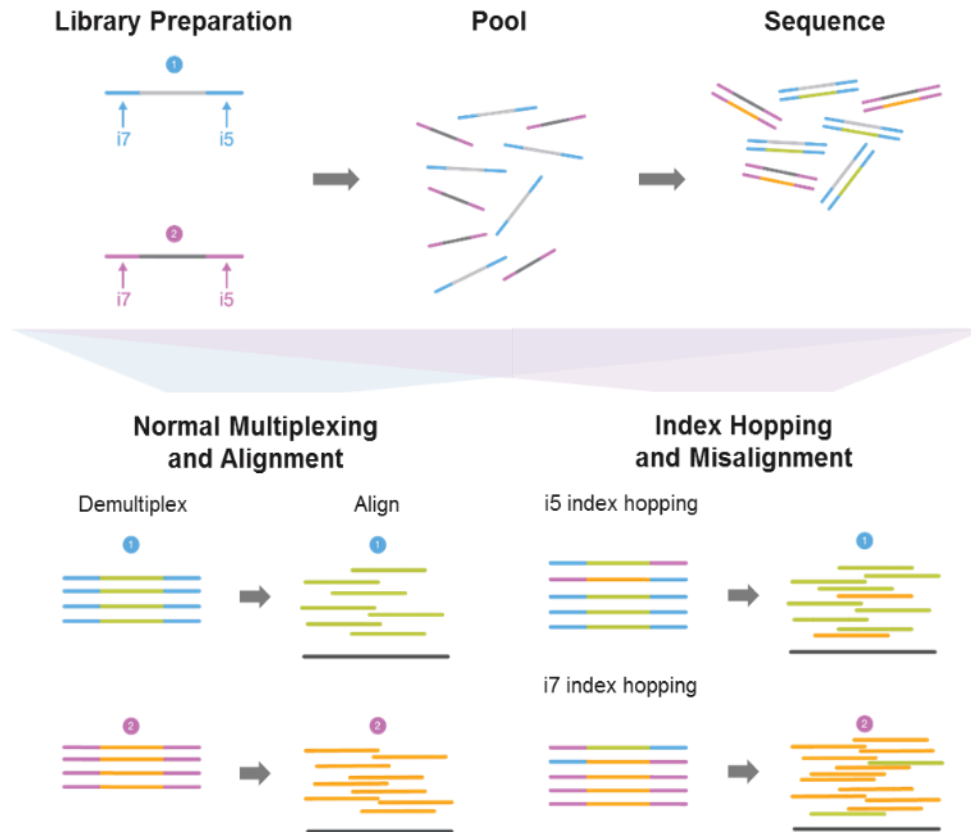 Library Preparation
Pool
Sequence
1
i7
i5
2
i7
i5
Normal Multiplexing
and Alignment
Index Hopping
and Misalignment
Demultiplex
Align
i5 index hopping
1
1
1
i7 index hopping
2
2
2